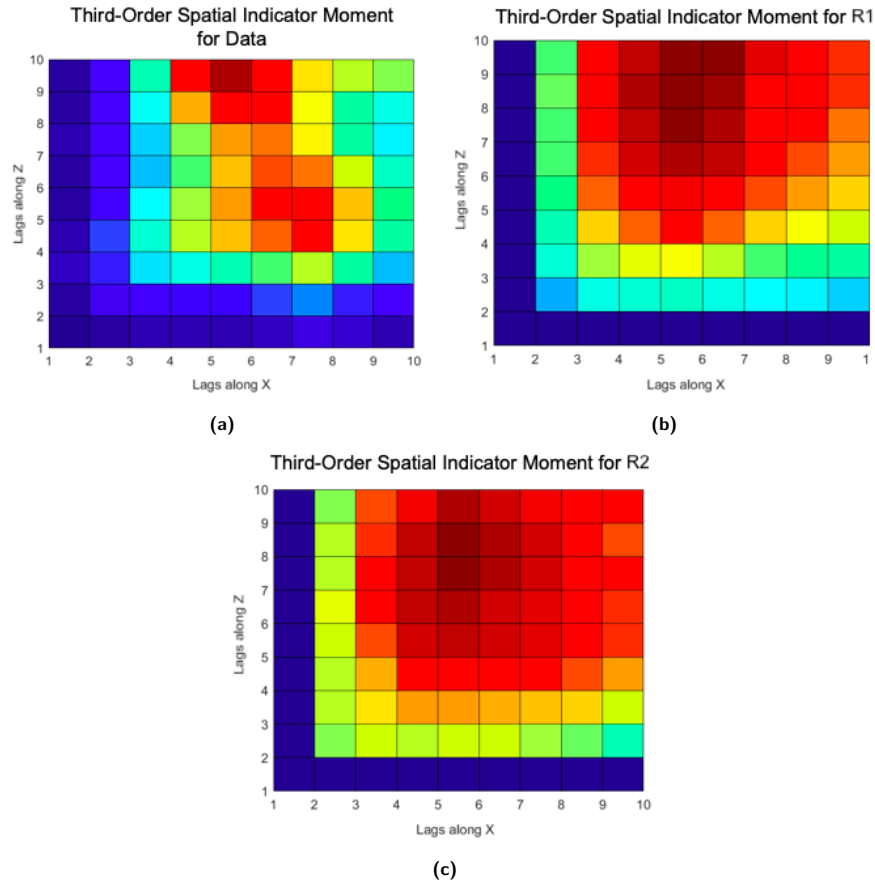 Third-Order Spatial Indicator Moment
for Data
10
9
8
7
6
5
4
3
2
1
Lags along Z
1 2 3 4 5 6 7 8 9 10
Lags along X
(a)
Third-Order Spatial Indicator Moment for R1
10
9
8
7
6
5
4
3
2
1
Lags along Z
1 2 3 4 5 6 7 8 9 1
Lags along X
(b)
Third-Order Spatial Indicator Moment for R2
10
9
8
7
6
5
4
3
2
1
Lags along Z
1 2 3 4 5 6 7 8 9 10
Lags along X
(c)